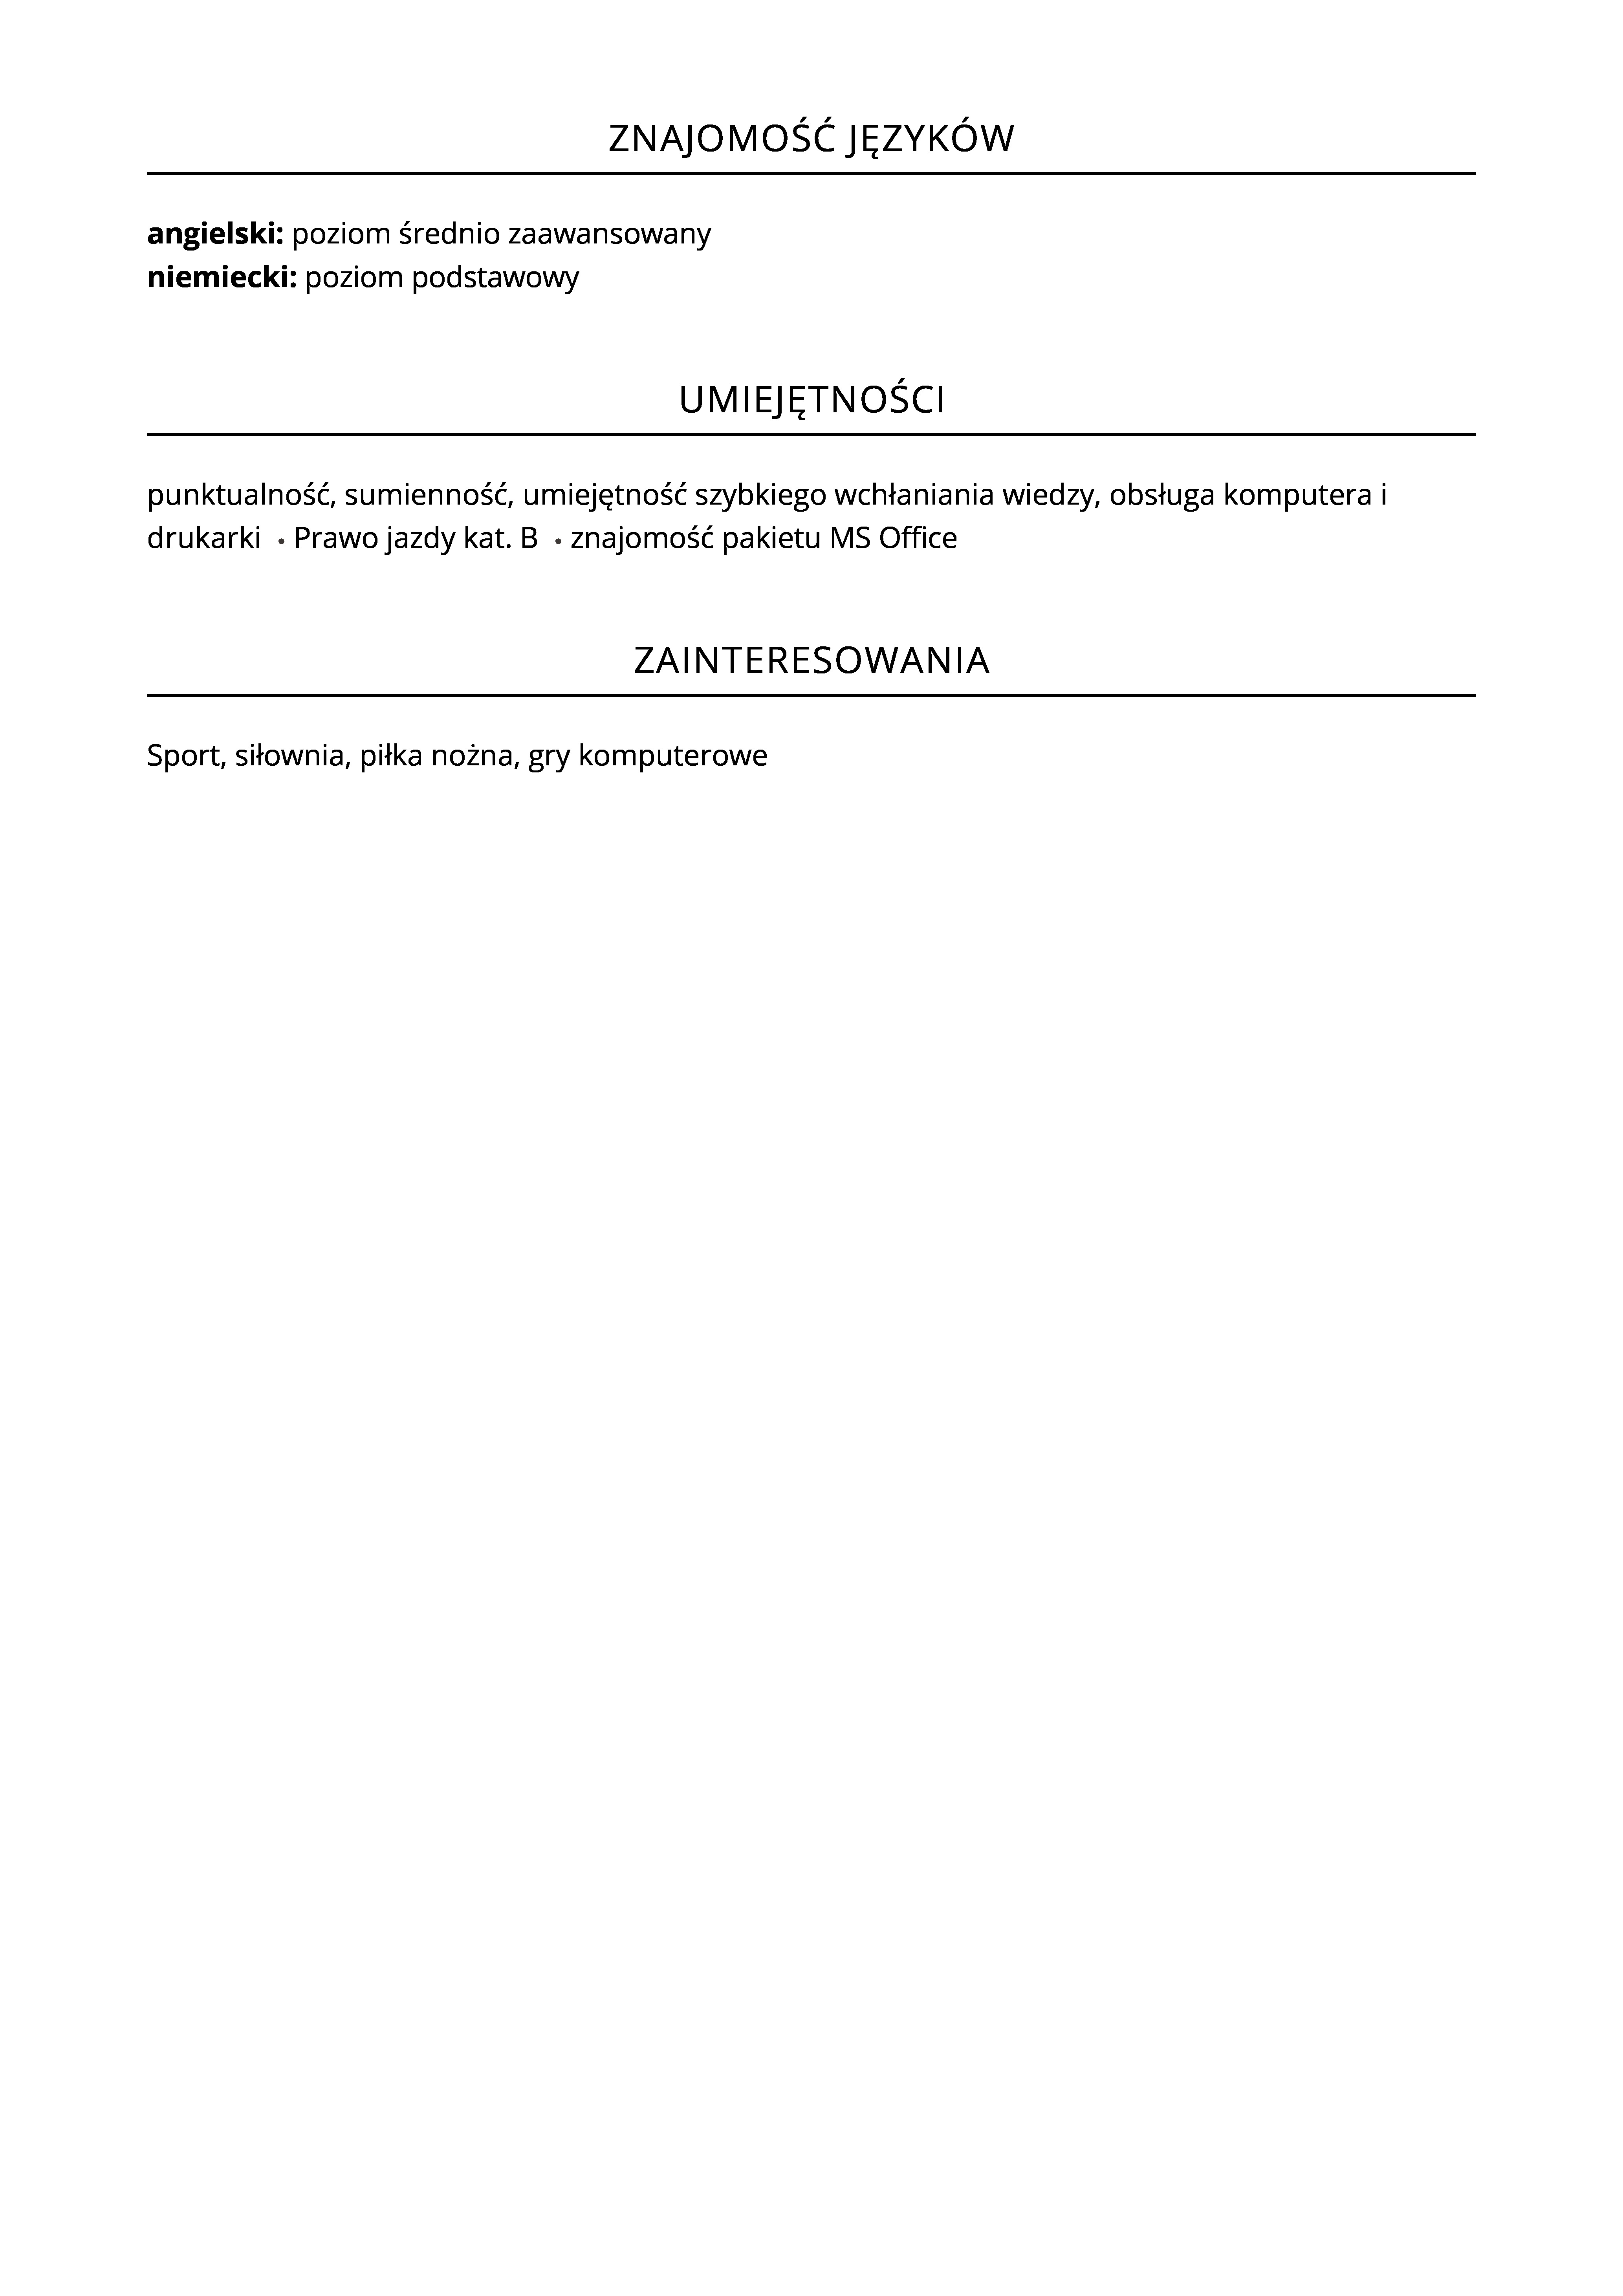 ZNAJOMOŚĆ JĘZYKÓW
angielski: poziom średnio zaawansowany
niemiecki: poziom podstawowy
UMIEJĘTNOŚCI
punktualność, sumienność, umiejętność szybkiego wchłaniania wiedzy, obsługa komputera i
drukarki • Prawo jazdy kat. B • znajomość pakietu MS Office
ZAINTERESOWANIA
Sport, siłownia, piłka nożna, gry komputerowe